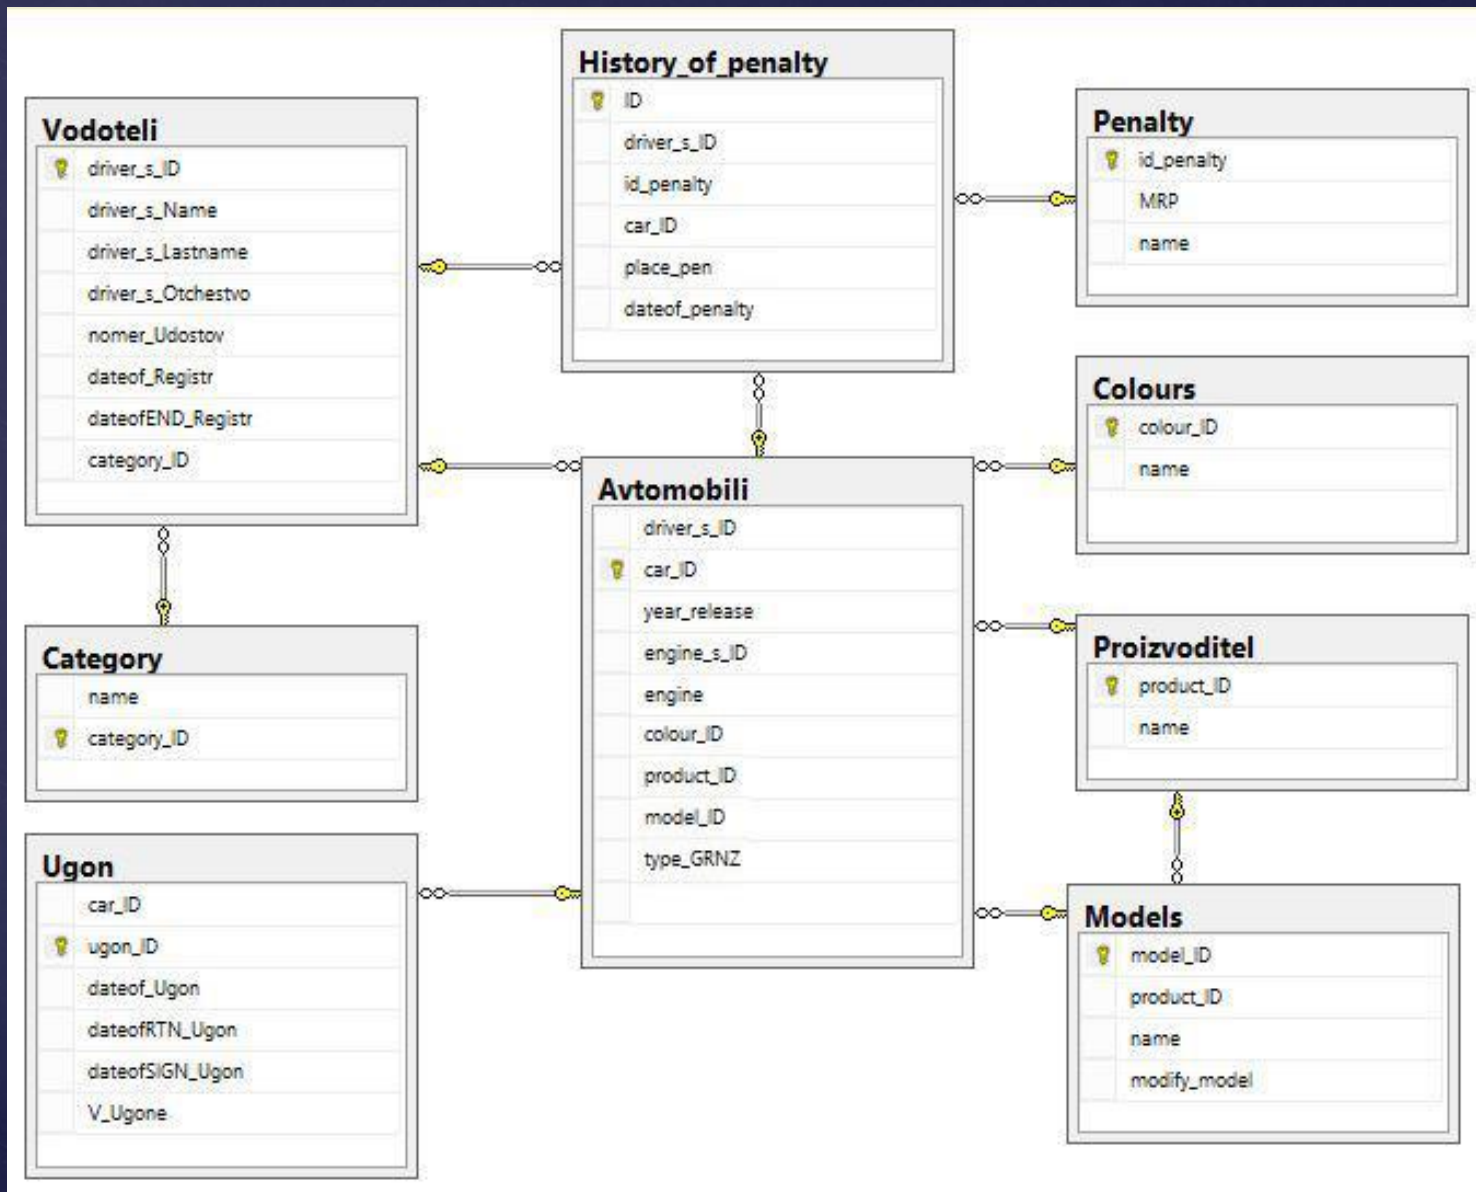 History_of_penalty
ID
driver_s_ID
id_penalty
car_ID
place_pen
dateof_penalty
Vodoteli
driver_s_ID
driver_s_Name
driver_s_Lastname
driver_s_Otchestvo
nomer_Udostov
dateof_Registr
dateofEND_Registr
category_ID
Penalty
id_penalty
MRP
name
Colours
colour_ID
name
Avtomobili
driver_s_ID
car_ID
year_release
engine_s_ID
engine
colour_ID
product_ID
model_ID
type_GRNZ
Category
name
category_ID
Proizvoditel
product_ID
name
Ugon
car_ID
ugon_ID
dateof_Ugon
dateofRTN_Ugon
dateofSIGN_Ugon
V_Ugone
Models
model_ID
product_ID
name
modify_model